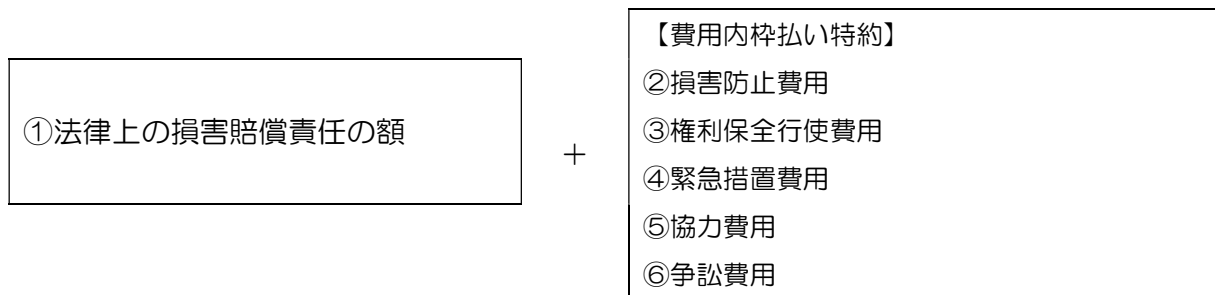 ①法律上の損害賠償責任の額
＋
【費用内枠払い特約】
②損害防止費用
③権利保全行使費用
④緊急措置費用
⑤協力費用
⑥争訟費用